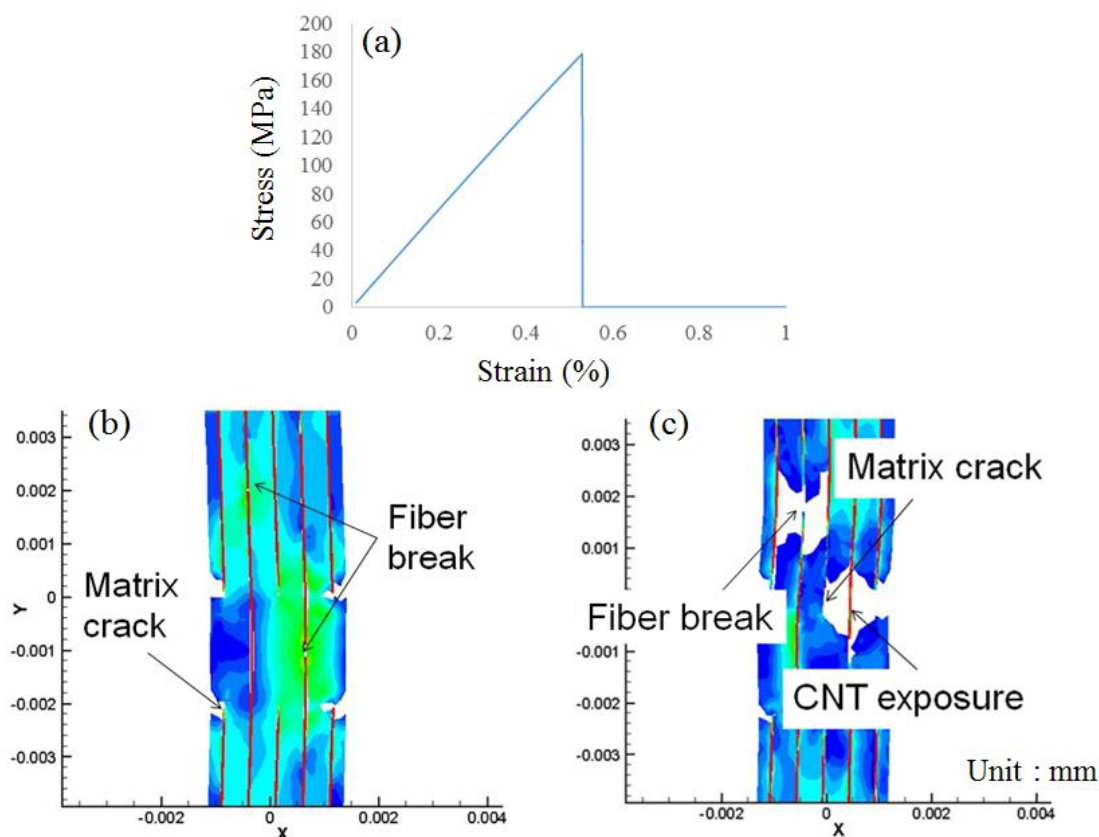 (a)
Stress (MPa)
200
180
160
140
120
100
80
60
40
20
0
0 0.2 0.4 0.6 0.8 1
Strain (%)
(b)
0.003
0.002
0.001
0
-0.001
-0.002
-0.003
Y
Fiber
break
Matrix
crack
-0.002 0 0.002 0.004
X
(c)
0.003
0.002
0.001
0
-0.001
-0.002
-0.003
Matrix crack
Fiber break
CNT exposure
Unit : mm
-0.002 0 0.002 0.004
X